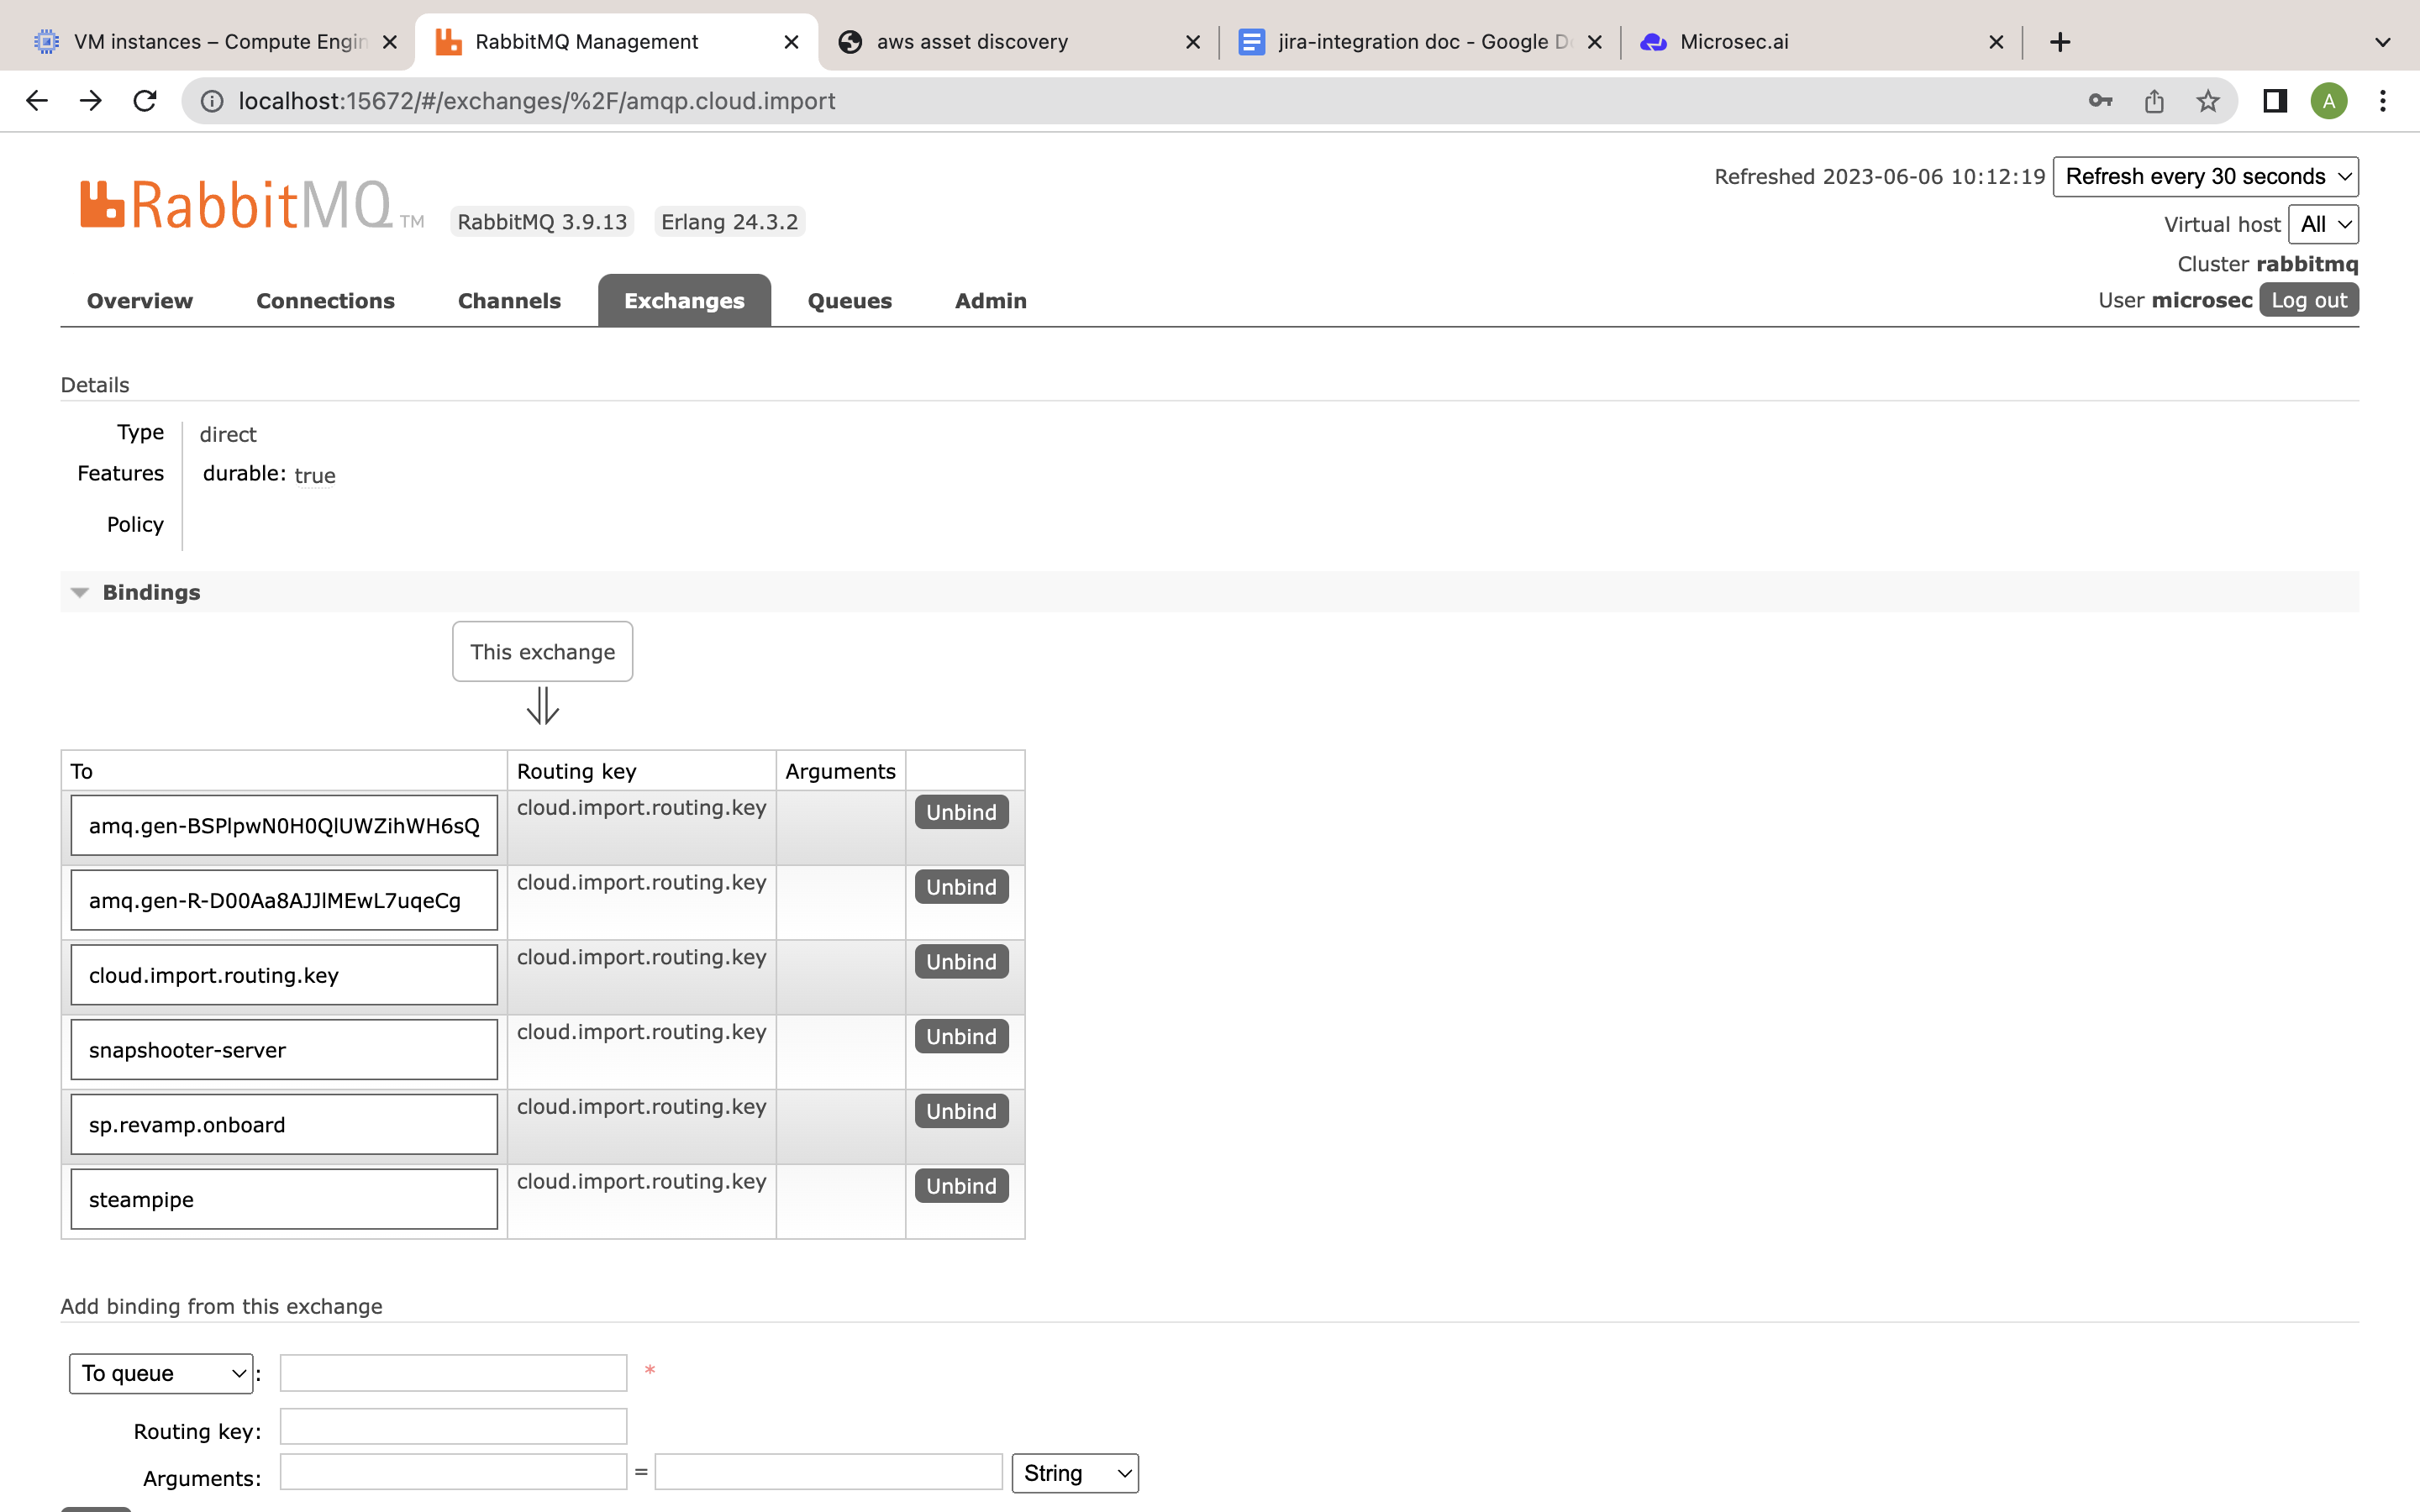 VM instances – Compute Engin
RabbitMQ Management
aws asset discovery
jira-integration doc - Google D
Microsec.ai
localhost:15672/#/exchanges/%2F/amqp.cloud.import
A
RabbitMQ TM
RabbitMQ 3.9.13
Erlang 24.3.2
Refreshed 2023-06-06 10:12:19
Refresh every 30 seconds
Virtual host All
Cluster rabbitmq
User microsec Log out
Overview
Connections
Channels
Exchanges
Queues
Admin
Details
Type direct
Features durable: true
Policy
Bindings
This exchange
To Routing key Arguments
amq.gen-BSPlpwN0H0QlUWZihWH6sQ cloud.import.routing.key Unbind
amq.gen-R-D00Aa8AJJlMEwL7uqeCg cloud.import.routing.key Unbind
cloud.import.routing.key cloud.import.routing.key Unbind
snapshooter-server cloud.import.routing.key Unbind
sp.revamp.onboard cloud.import.routing.key Unbind
steampipe cloud.import.routing.key Unbind
Add binding from this exchange
To queue : *
Routing key:
Arguments: = String